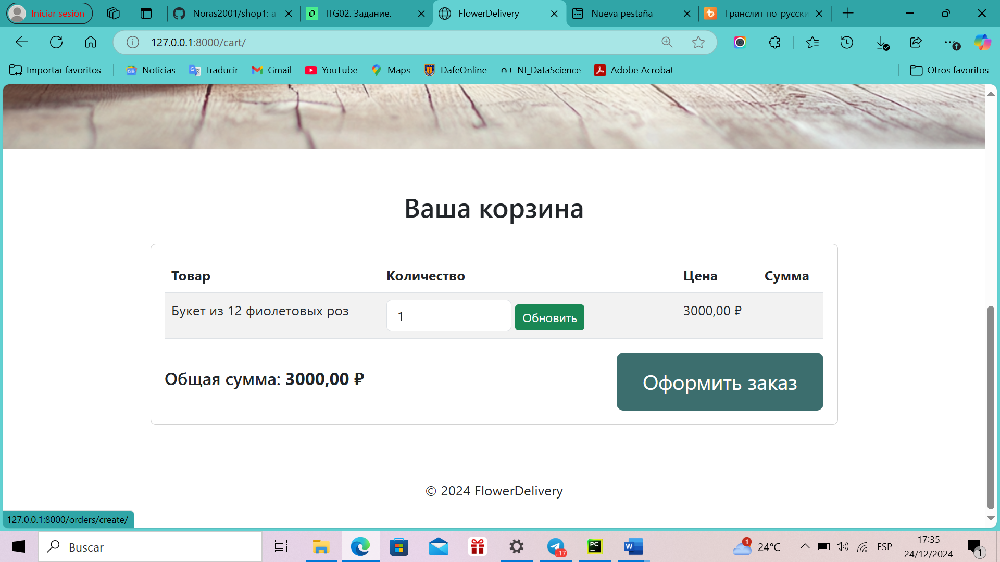 Iniciar sesión
Noras2001/shop1: a
ITG02. Задание.
FlowerDelivery
Nueva pestaña
Транслит по-русски
127.0.0.1:8000/cart/
Importar favoritos
Noticias
Traducir
Gmail
YouTube
Maps
DafeOnline
NI_DataScience
Adobe Acrobat
Otros favoritos
Ваша корзина
Товар Количество Цена Сумма
Букет из 12 фиолетовых роз 1 Обновить 3000,00 ₽
Общая сумма: 3000,00 ₽
Оформить заказ
© 2024 FlowerDelivery
127.0.0.1:8000/orders/create/
Buscar
PC
W
17
1
24°C
ESP
17:35
24/12/2024
1